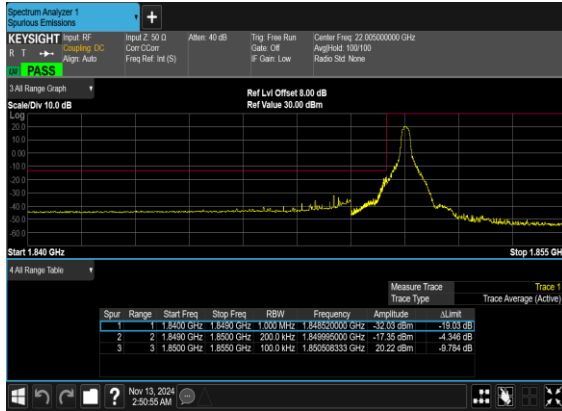 Spectrum Analyzer 1
Spurious Emissions
+
KEYSIGHT Input: RF Input Z: 50 Ω Atten: 40 dB Trig: Free Run Center Freq: 22.005000000 GHz
R T Coupling: DC Corr CCorr Gate: Off Avg|Hold: 100/100
Align: Auto Freq Ref: Int (S) IF Gain: Low Radio Std: None
PASS
3 All Range Graph Ref Lvl Offset 8.00 dB
Scale/Div 10.0 dB Ref Value 30.00 dBm
Log
20.0
10.0
0.00
-10.0
-20.0
-30.0
-40.0
-50.0
-60.0
Start 1.840 GHz Stop 1.855 GH
4 All Range Table
Measure Trace Trace 1
Trace Type Trace Average (Active)
Spur Range Start Freq Stop Freq RBW Frequency Amplitude ΔLimit
1 1 1.8400 GHz 1.8490 GHz 1.000 MHz 1.848520000 GHz -32.03 dBm -19.03 dB
2 2 1.8490 GHz 1.8500 GHz 200.0 kHz 1.849995000 GHz -17.35 dBm -4.346 dB
3 3 1.8500 GHz 1.8550 GHz 100.0 kHz 1.850508333 GHz 20.22 dBm -9.784 dB
? Nov 13, 2024
2:50:55 AM